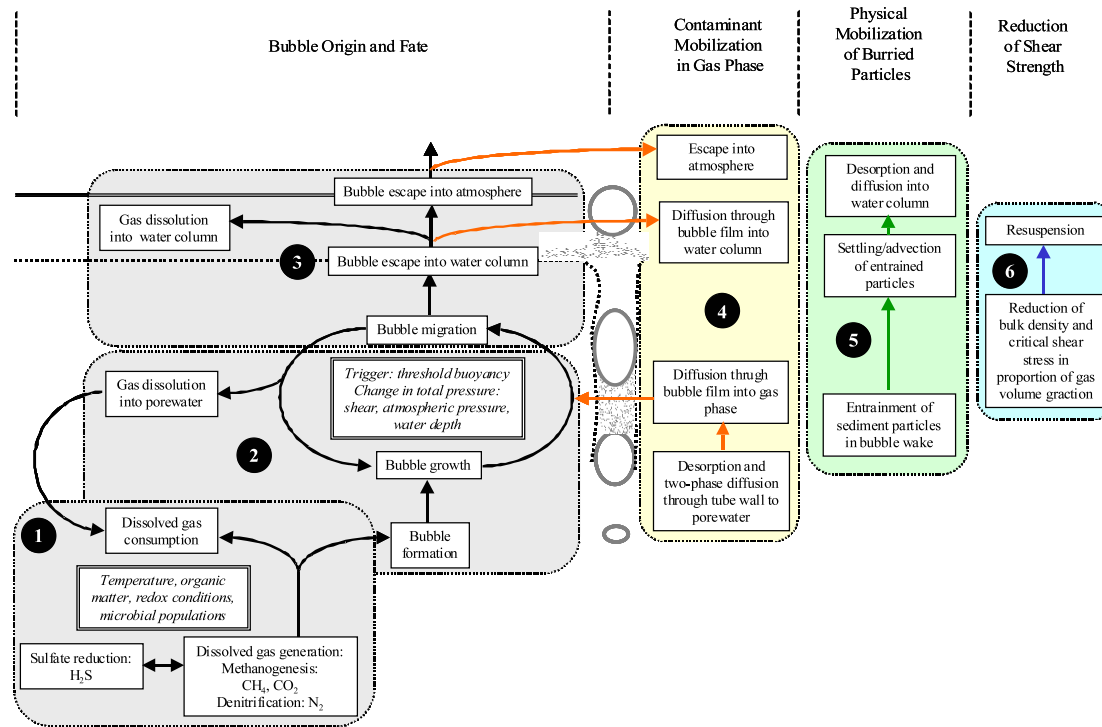 Bubble Origin and Fate
Contaminant
Mobilization
in Gas Phase
Physical
Mobilization
of Burried
Particles
Reduction
of Shear
Strength
Escape into
atmosphere
Desorption and
diffusion into
water column
Bubble escape into atmosphere
Gas dissolution
into water column
Diffusion through
bubble film into
water column
Resuspension
3
Bubble escape into water column
Settling/advection
of entrained
particles
6
4
5
Bubble migration
Reduction of
bulk density and
critical shear
stress in
proportion of gas
volume graction
Trigger: threshold buoyancy
Change in total pressure:
shear, atmospheric pressure,
water depth
Gas dissolution
into porewater
Diffusion thrugh
bubble film into gas
phase
Entrainment of
sediment particles
in bubble wake
2
Bubble growth
Desorption and
two-phase diffusion
through tube wall to
porewater
1
Dissolved gas
consumption
Bubble
formation
Temperature, organic
matter, redox conditions,
microbial populations
Sulfate reduction:
H₂S
Dissolved gas generation:
Methanogenesis:
CH₄, CO₂
Denitrification: N₂